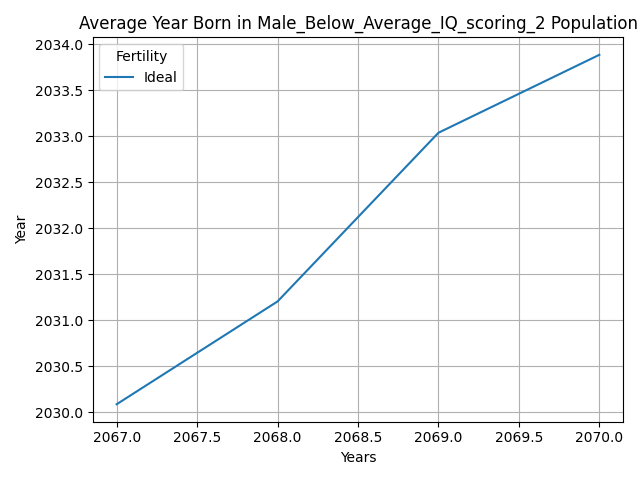 Average Year Born in Male_Below_Average_IQ_scoring_2 Population
Fertility
Ideal
2034.0
2033.5
2033.0
2032.5
2032.0
2031.5
2031.0
2030.5
2030.0
Year
2067.0 2067.5 2068.0 2068.5 2069.0 2069.5 2070.0
Years